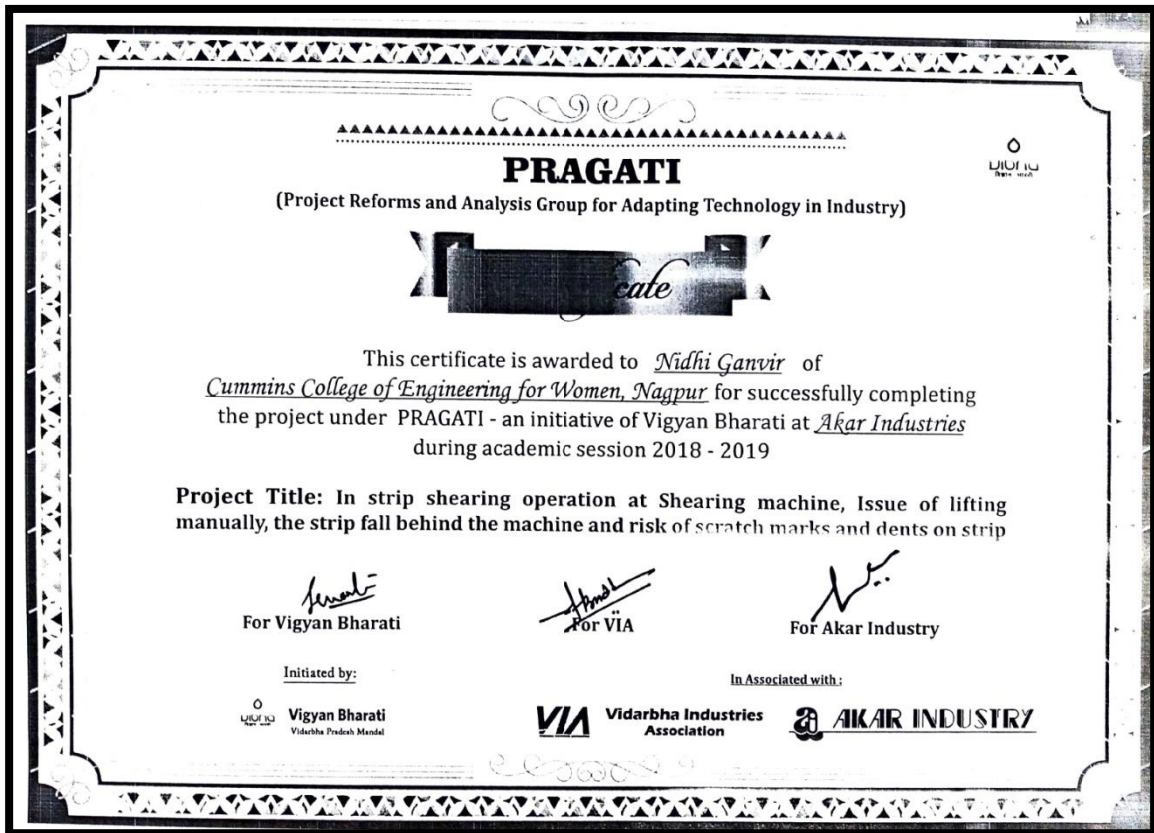 PRAGATI
(Project Reforms and Analysis Group for Adapting Technology in Industry)
cate
This certificate is awarded to Nidhi Ganvir of
Cummins College of Engineering for Women, Nagpur for successfully completing
the project under PRAGATI - an initiative of Vigyan Bharati at Akar Industries
during academic session 2018 - 2019
Project Title: In strip shearing operation at Shearing machine, Issue of lifting
manually, the strip fall behind the machine and risk of scratch marks and dents on strip
For Vigyan Bharati
For VIA
For Akar Industry
Initiated by:
In Associated with :
Vigyan Bharati
Vidarbha Pradesh Mandal
VIA
Vidarbha Industries
Association
AKAR INDUSTRY